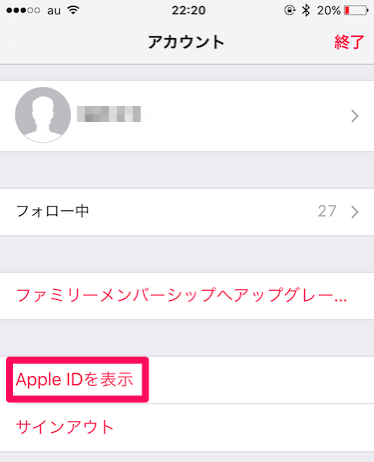 au 22:20 20%
アカウント 終了
フォロー中 27
ファミリーメンバーシップへアップグレー...
Apple IDを表示
サインアウト